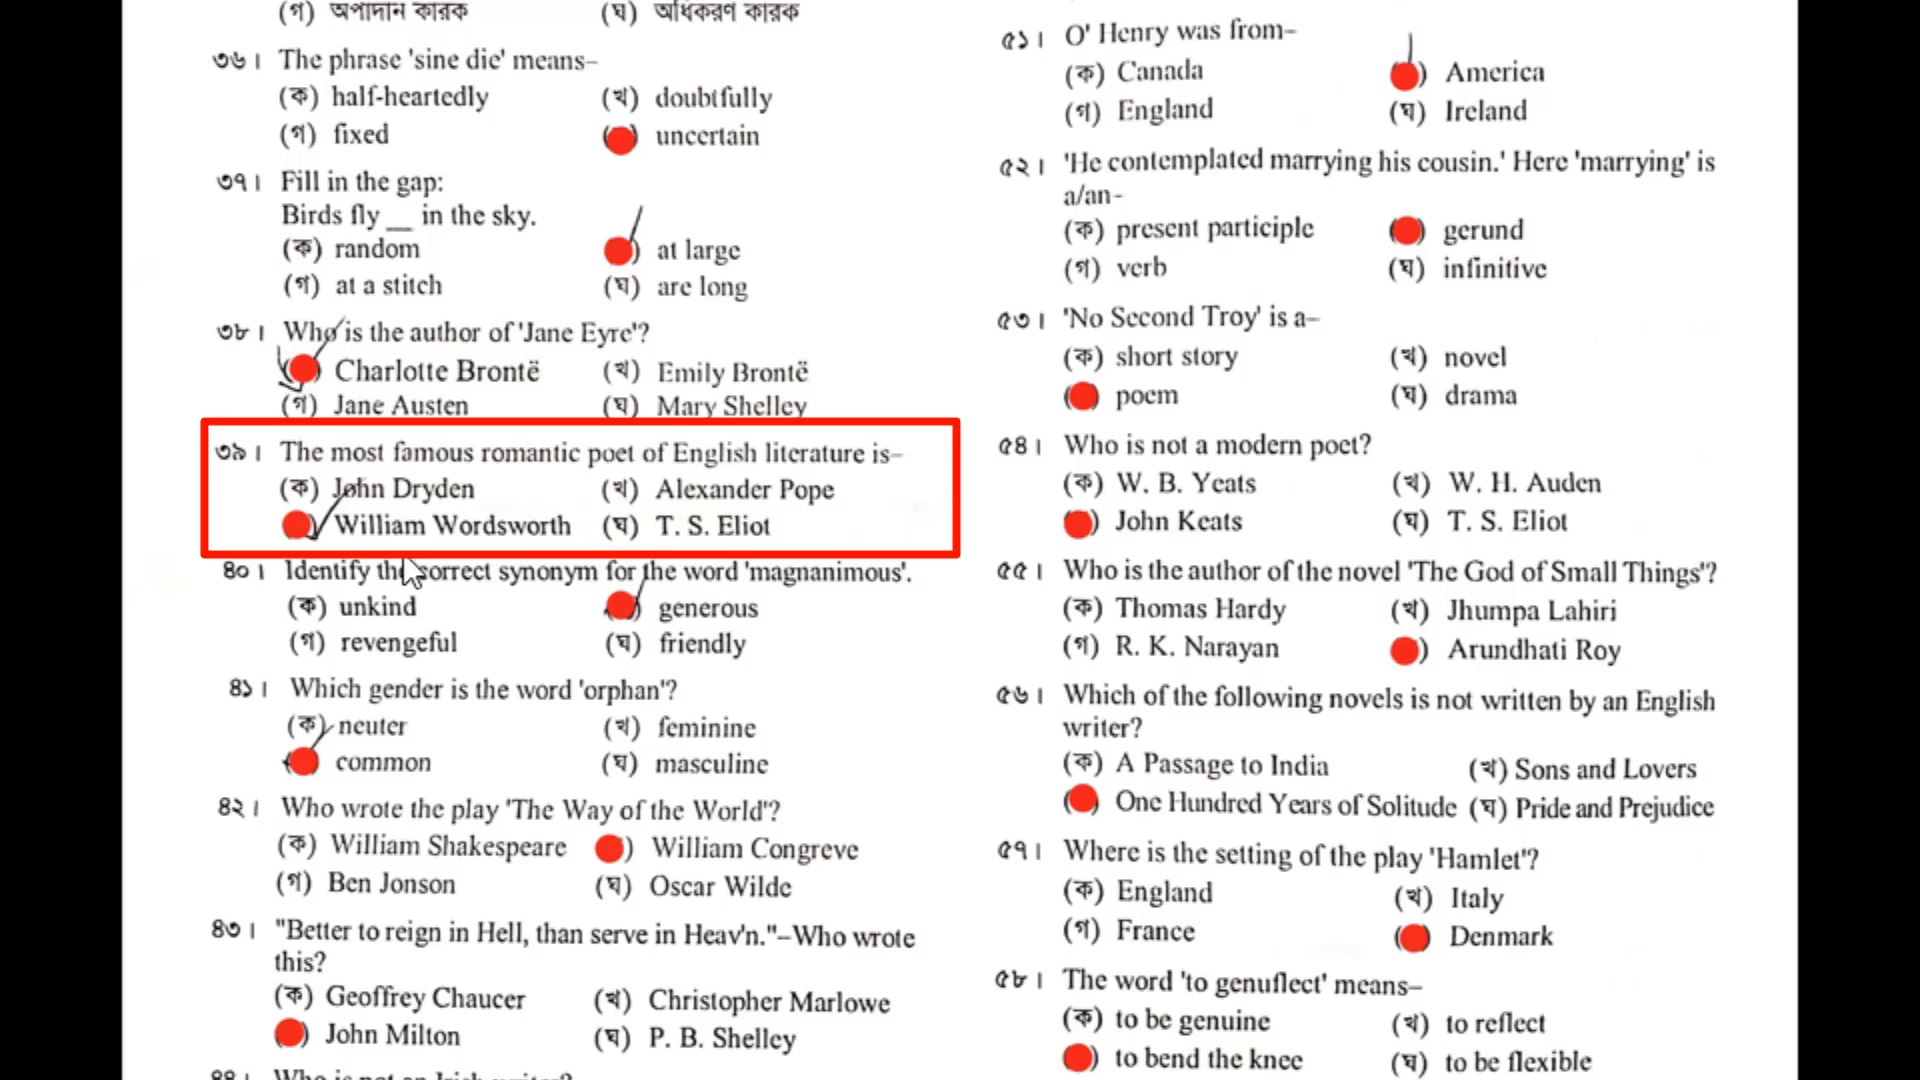 (গ) অপাদান কারক (ঘ) অধিকরণ কারক
৩৬। The phrase 'sine die' means–
(ক) half-heartedly (খ) doubtfully
(গ) fixed uncertain
৩৭। Fill in the gap:
Birds fly __ in the sky.
(ক) random at large
(গ) at a stitch (ঘ) are long
৩৮। Who is the author of 'Jane Eyre'?
Charlotte Brontë (খ) Emily Brontë
(গ) Jane Austen (ঘ) Mary Shelley
৩৯। The most famous romantic poet of English literature is–
(ক) John Dryden (খ) Alexander Pope
William Wordsworth (ঘ) T. S. Eliot
৪০। Identify the correct synonym for the word 'magnanimous'.
(ক) unkind generous
(গ) revengeful (ঘ) friendly
৪১। Which gender is the word 'orphan'?
(ক) neuter (খ) feminine
common (ঘ) masculine
৪২। Who wrote the play 'The Way of the World'?
(ক) William Shakespeare William Congreve
(গ) Ben Jonson (ঘ) Oscar Wilde
৪৩। "Better to reign in Hell, than serve in Heav'n."–Who wrote
this?
(ক) Geoffrey Chaucer (খ) Christopher Marlowe
John Milton (ঘ) P. B. Shelley
৪৪। Who is not an Irish writer?
৫১। O' Henry was from–
(ক) Canada America
(গ) England (ঘ) Ireland
৫২। 'He contemplated marrying his cousin.' Here 'marrying' is
a/an–
(ক) present participle gerund
(গ) verb (ঘ) infinitive
৫৩। 'No Second Troy' is a–
(ক) short story (খ) novel
poem (ঘ) drama
৫৪। Who is not a modern poet?
(ক) W. B. Yeats (খ) W. H. Auden
John Keats (ঘ) T. S. Eliot
৫৫। Who is the author of the novel 'The God of Small Things'?
(ক) Thomas Hardy (খ) Jhumpa Lahiri
(গ) R. K. Narayan Arundhati Roy
৫৬। Which of the following novels is not written by an English
writer?
(ক) A Passage to India (খ) Sons and Lovers
One Hundred Years of Solitude (ঘ) Pride and Prejudice
৫৭। Where is the setting of the play 'Hamlet'?
(ক) England (খ) Italy
(গ) France Denmark
৫৮। The word 'to genuflect' means–
(ক) to be genuine (খ) to reflect
to bend the knee (ঘ) to be flexible